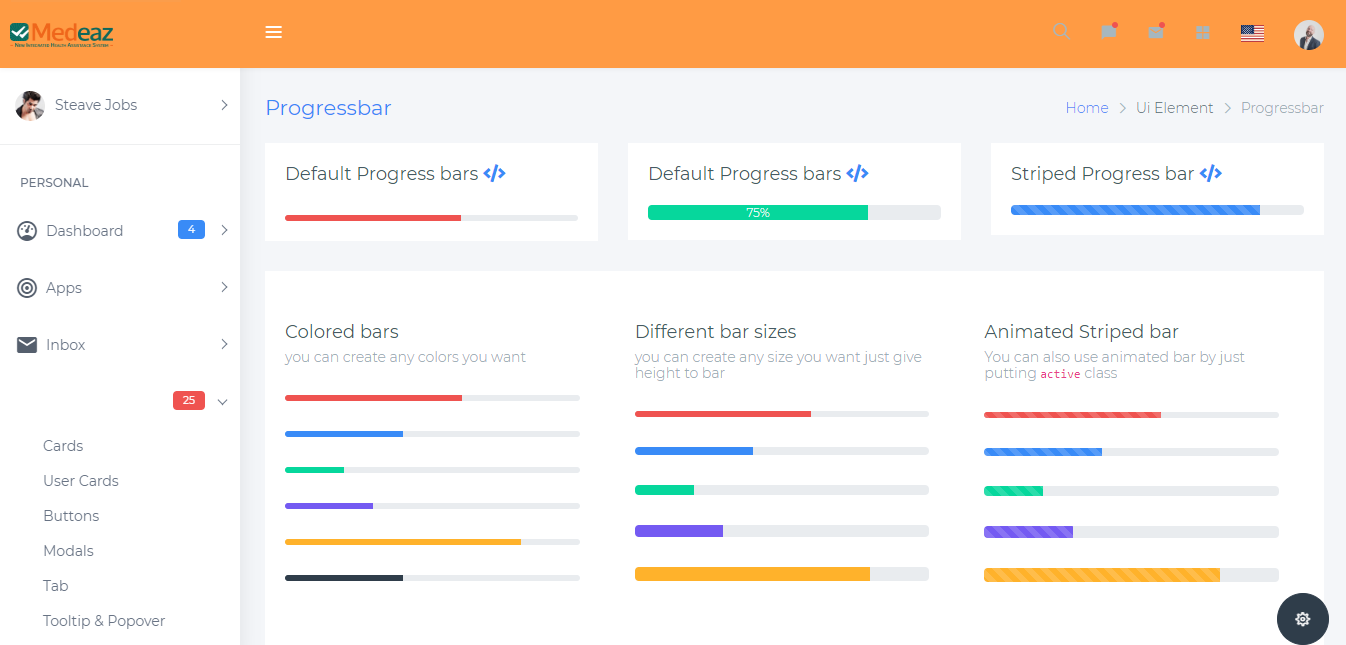 Medeaz
- New Integrated Health Assistance System -
Steave Jobs
PERSONAL
Dashboard 4
Apps
Inbox
25
Cards
User Cards
Buttons
Modals
Tab
Tooltip & Popover
Progressbar
Home > Ui Element > Progressbar
Default Progress bars </>
Default Progress bars </>
75%
Striped Progress bar </>
Colored bars
you can create any colors you want
Different bar sizes
you can create any size you want just give
height to bar
Animated Striped bar
You can also use animated bar by just
putting active class